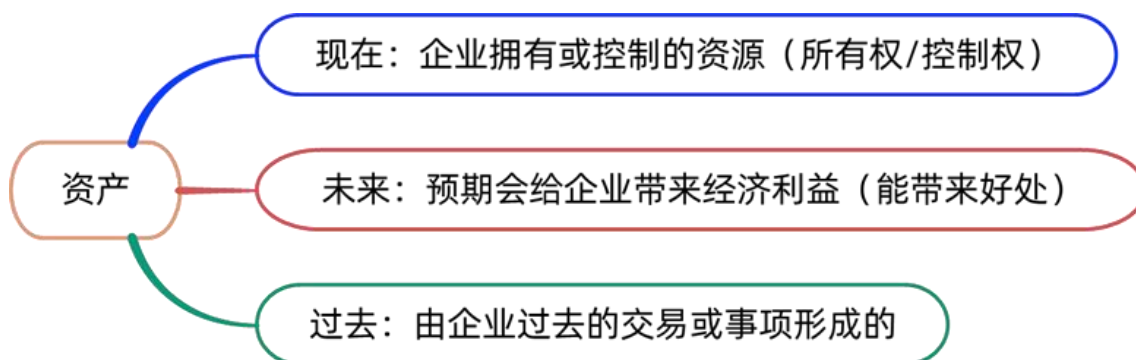 现在：企业拥有或控制的资源（所有权/控制权）
资产
未来：预期会给企业带来经济利益（能带来好处）
过去：由企业过去的交易或事项形成的